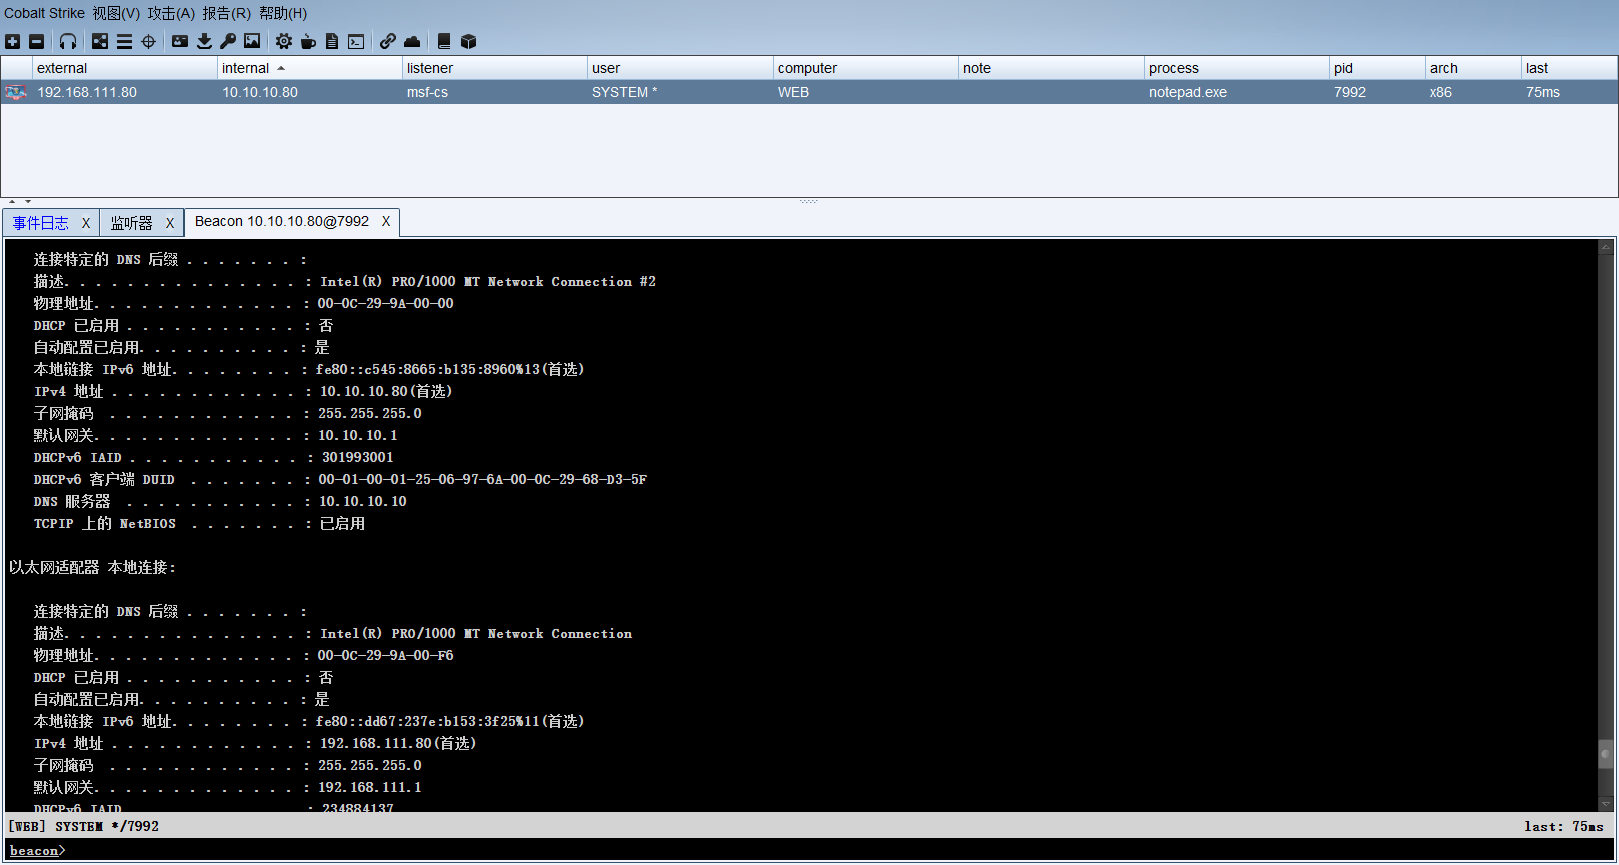 Cobalt Strike 视图(V) 攻击(A) 报告(R) 帮助(H)
external internal listener user computer note process pid arch last
192.168.111.80 10.10.10.80 msf-cs SYSTEM * WEB notepad.exe 7992 x86 75ms
事件日志 X 监听器 X Beacon 10.10.10.80@7992 X
连接特定的 DNS 后缀 . . . . . . . :
描述. . . . . . . . . . . . . . . : Intel(R) PRO/1000 MT Network Connection #2
物理地址. . . . . . . . . . . . . : 00-0C-29-9A-00-00
DHCP 已启用 . . . . . . . . . . . : 否
自动配置已启用. . . . . . . . . . : 是
本地链接 IPv6 地址. . . . . . . . : fe80::c545:8665:b135:8960%13(首选)
IPv4 地址 . . . . . . . . . . . . : 10.10.10.80(首选)
子网掩码 . . . . . . . . . . . . : 255.255.255.0
默认网关. . . . . . . . . . . . . : 10.10.10.1
DHCPv6 IAID . . . . . . . . . . . : 301993001
DHCPv6 客户端 DUID . . . . . . . : 00-01-00-01-25-06-97-6A-00-0C-29-68-D3-5F
DNS 服务器 . . . . . . . . . . . : 10.10.10.10
TCPIP 上的 NetBIOS . . . . . . . : 已启用
以太网适配器 本地连接:
连接特定的 DNS 后缀 . . . . . . . :
描述. . . . . . . . . . . . . . . : Intel(R) PRO/1000 MT Network Connection
物理地址. . . . . . . . . . . . . : 00-0C-29-9A-00-F6
DHCP 已启用 . . . . . . . . . . . : 否
自动配置已启用. . . . . . . . . . : 是
本地链接 IPv6 地址. . . . . . . . : fe80::dd67:237e:b153:3f25%11(首选)
IPv4 地址 . . . . . . . . . . . . : 192.168.111.80(首选)
子网掩码 . . . . . . . . . . . . : 255.255.255.0
默认网关. . . . . . . . . . . . . : 192.168.111.1
DHCPv6 IAID : 234884137
[WEB] SYSTEM */7992 last: 75ms
beacon>